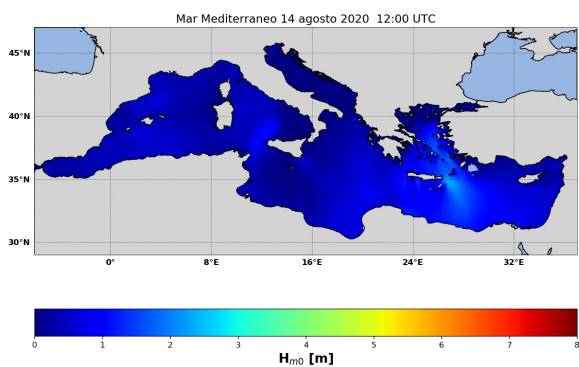 Mar Mediterraneo 14 agosto 2020  12:00 UTC
45°N
40°N
35°N
30°N
0° 8°E 16°E 24°E 32°E
0 1 2 3 4 5 6 7 8
Hm0 [m]